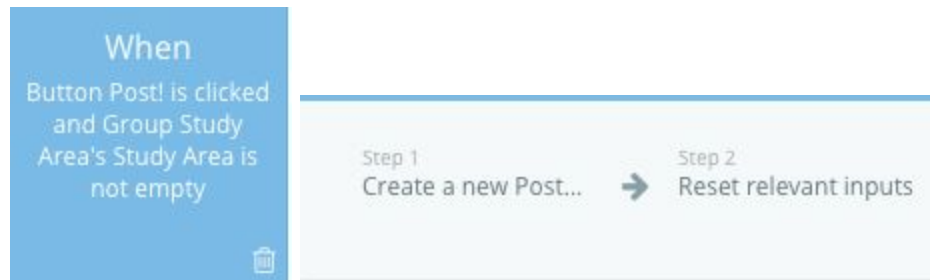 When
Button Post! is clicked
and Group Study
Area's Study Area is
not empty
Step 1
Create a new Post...
Step 2
Reset relevant inputs